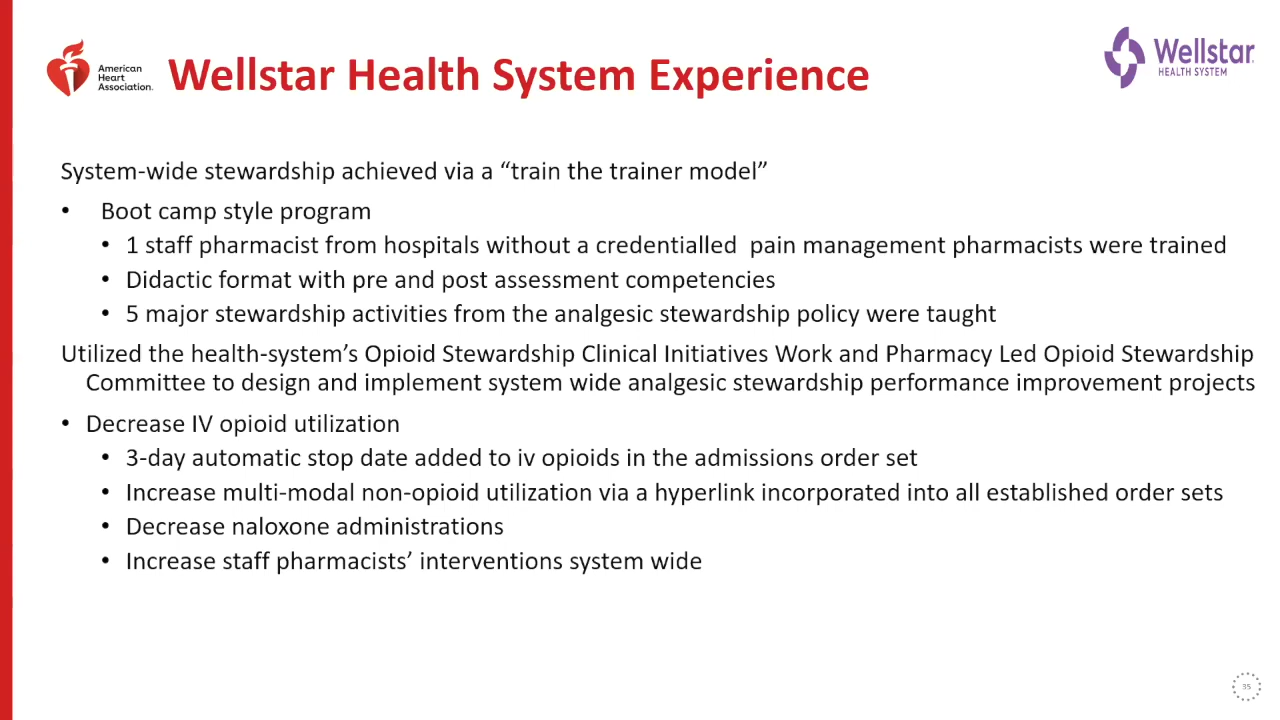 American
Heart
Association.
Wellstar Health System Experience
Wellstar
HEALTH SYSTEM
System-wide stewardship achieved via a “train the trainer model”
• Boot camp style program
• 1 staff pharmacist from hospitals without a credentialled  pain management pharmacists were trained
• Didactic format with pre and post assessment competencies
• 5 major stewardship activities from the analgesic stewardship policy were taught
Utilized the health-system’s Opioid Stewardship Clinical Initiatives Work and Pharmacy Led Opioid Stewardship
Committee to design and implement system wide analgesic stewardship performance improvement projects
• Decrease IV opioid utilization
• 3-day automatic stop date added to iv opioids in the admissions order set
• Increase multi-modal non-opioid utilization via a hyperlink incorporated into all established order sets
• Decrease naloxone administrations
• Increase staff pharmacists’ interventions system wide
35